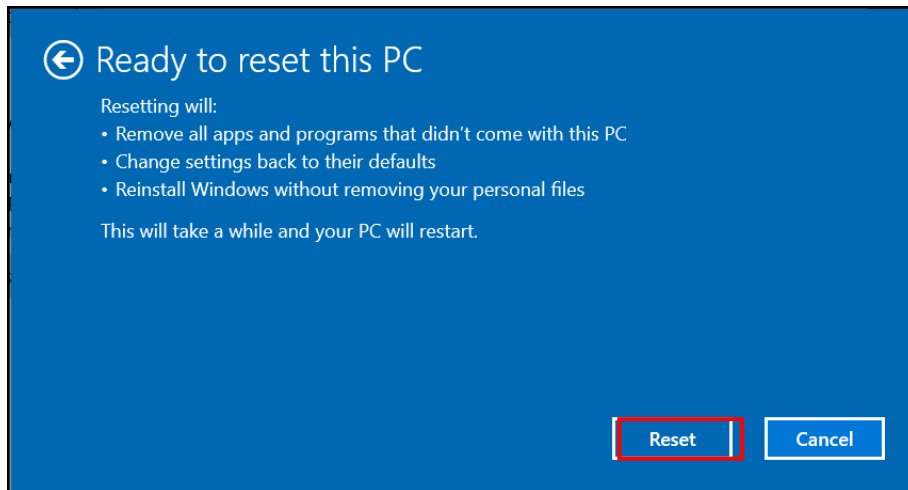 Ready to reset this PC
Resetting will:
• Remove all apps and programs that didn't come with this PC
• Change settings back to their defaults
• Reinstall Windows without removing your personal files
This will take a while and your PC will restart.
Reset
Cancel